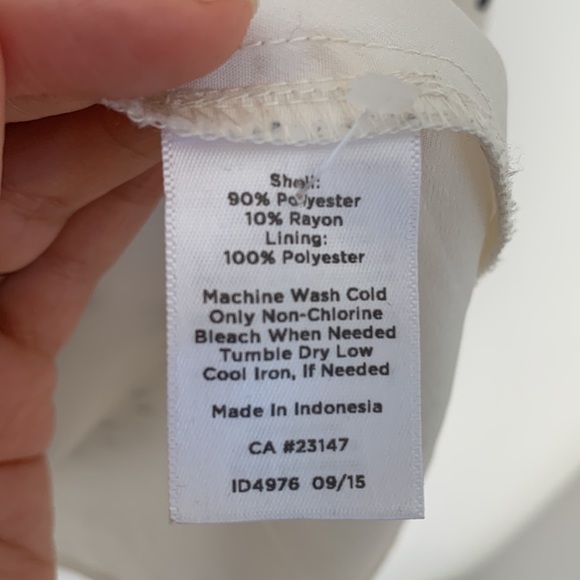 Shell:
90% Polyester
10% Rayon
Lining:
100% Polyester
Machine Wash Cold
Only Non-Chlorine
Bleach When Needed
Tumble Dry Low
Cool Iron, If Needed
Made In Indonesia
CA #23147
ID4976 09/15